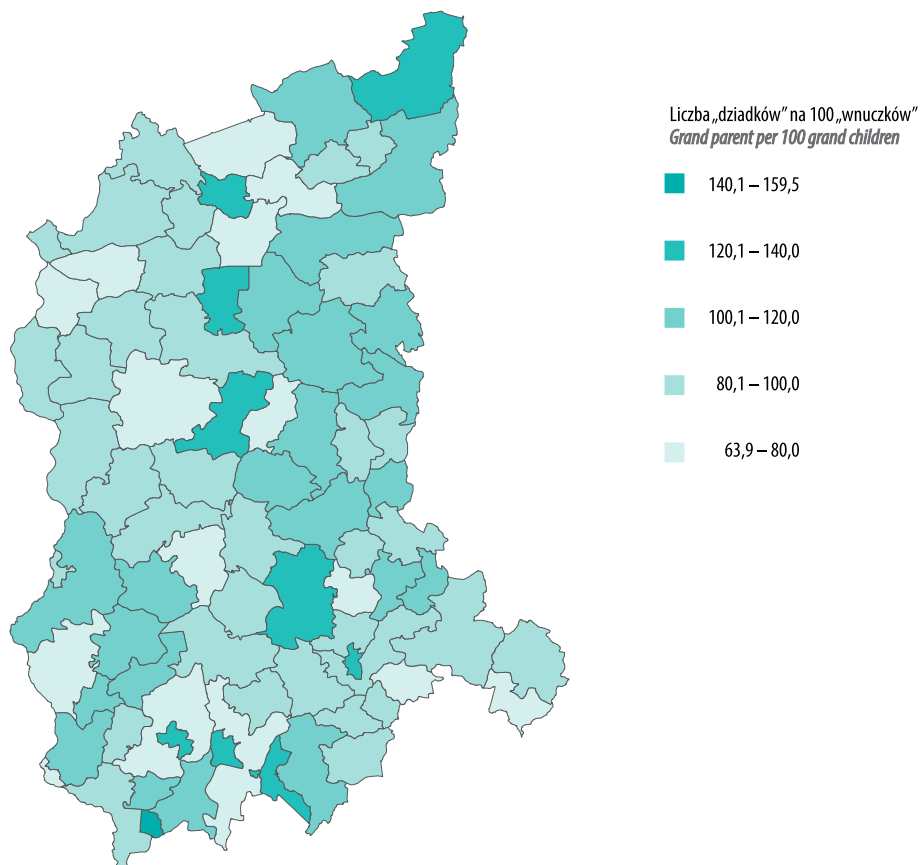 Liczba „dziadków” na 100 „wnuczków”
Grand parent per 100 grand children
140,1 – 159,5
120,1 – 140,0
100,1 – 120,0
80,1 – 100,0
63,9 – 80,0